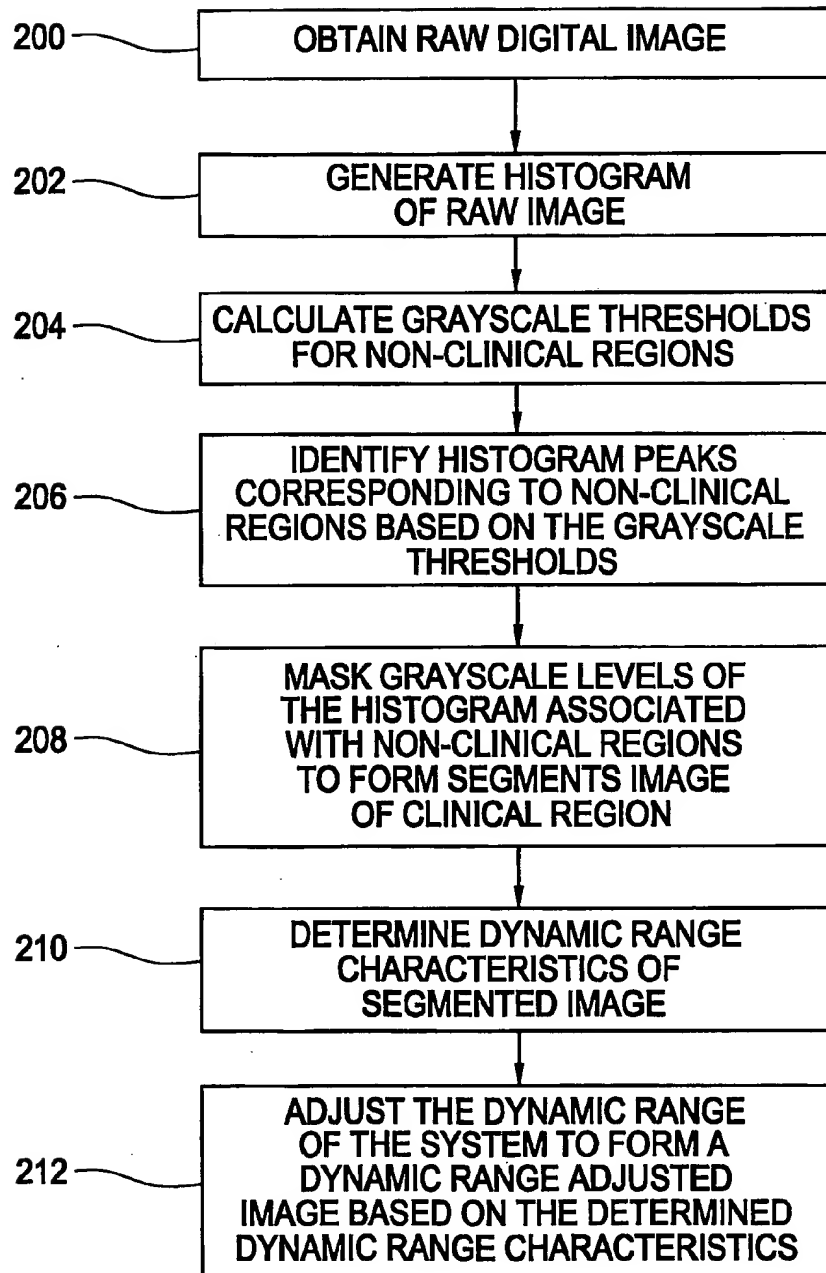 200
OBTAIN RAW DIGITAL IMAGE
202
GENERATE HISTOGRAM
OF RAW IMAGE
204
CALCULATE GRAYSCALE THRESHOLDS
FOR NON-CLINICAL REGIONS
206
IDENTIFY HISTOGRAM PEAKS
CORRESPONDING TO NON-CLINICAL
REGIONS BASED ON THE GRAYSCALE
THRESHOLDS
208
MASK GRAYSCALE LEVELS OF
THE HISTOGRAM ASSOCIATED
WITH NON-CLINICAL REGIONS
TO FORM SEGMENTS IMAGE
OF CLINICAL REGION
210
DETERMINE DYNAMIC RANGE
CHARACTERISTICS OF
SEGMENTED IMAGE
212
ADJUST THE DYNAMIC RANGE
OF THE SYSTEM TO FORM A
DYNAMIC RANGE ADJUSTED
IMAGE BASED ON THE DETERMINED
DYNAMIC RANGE CHARACTERISTICS